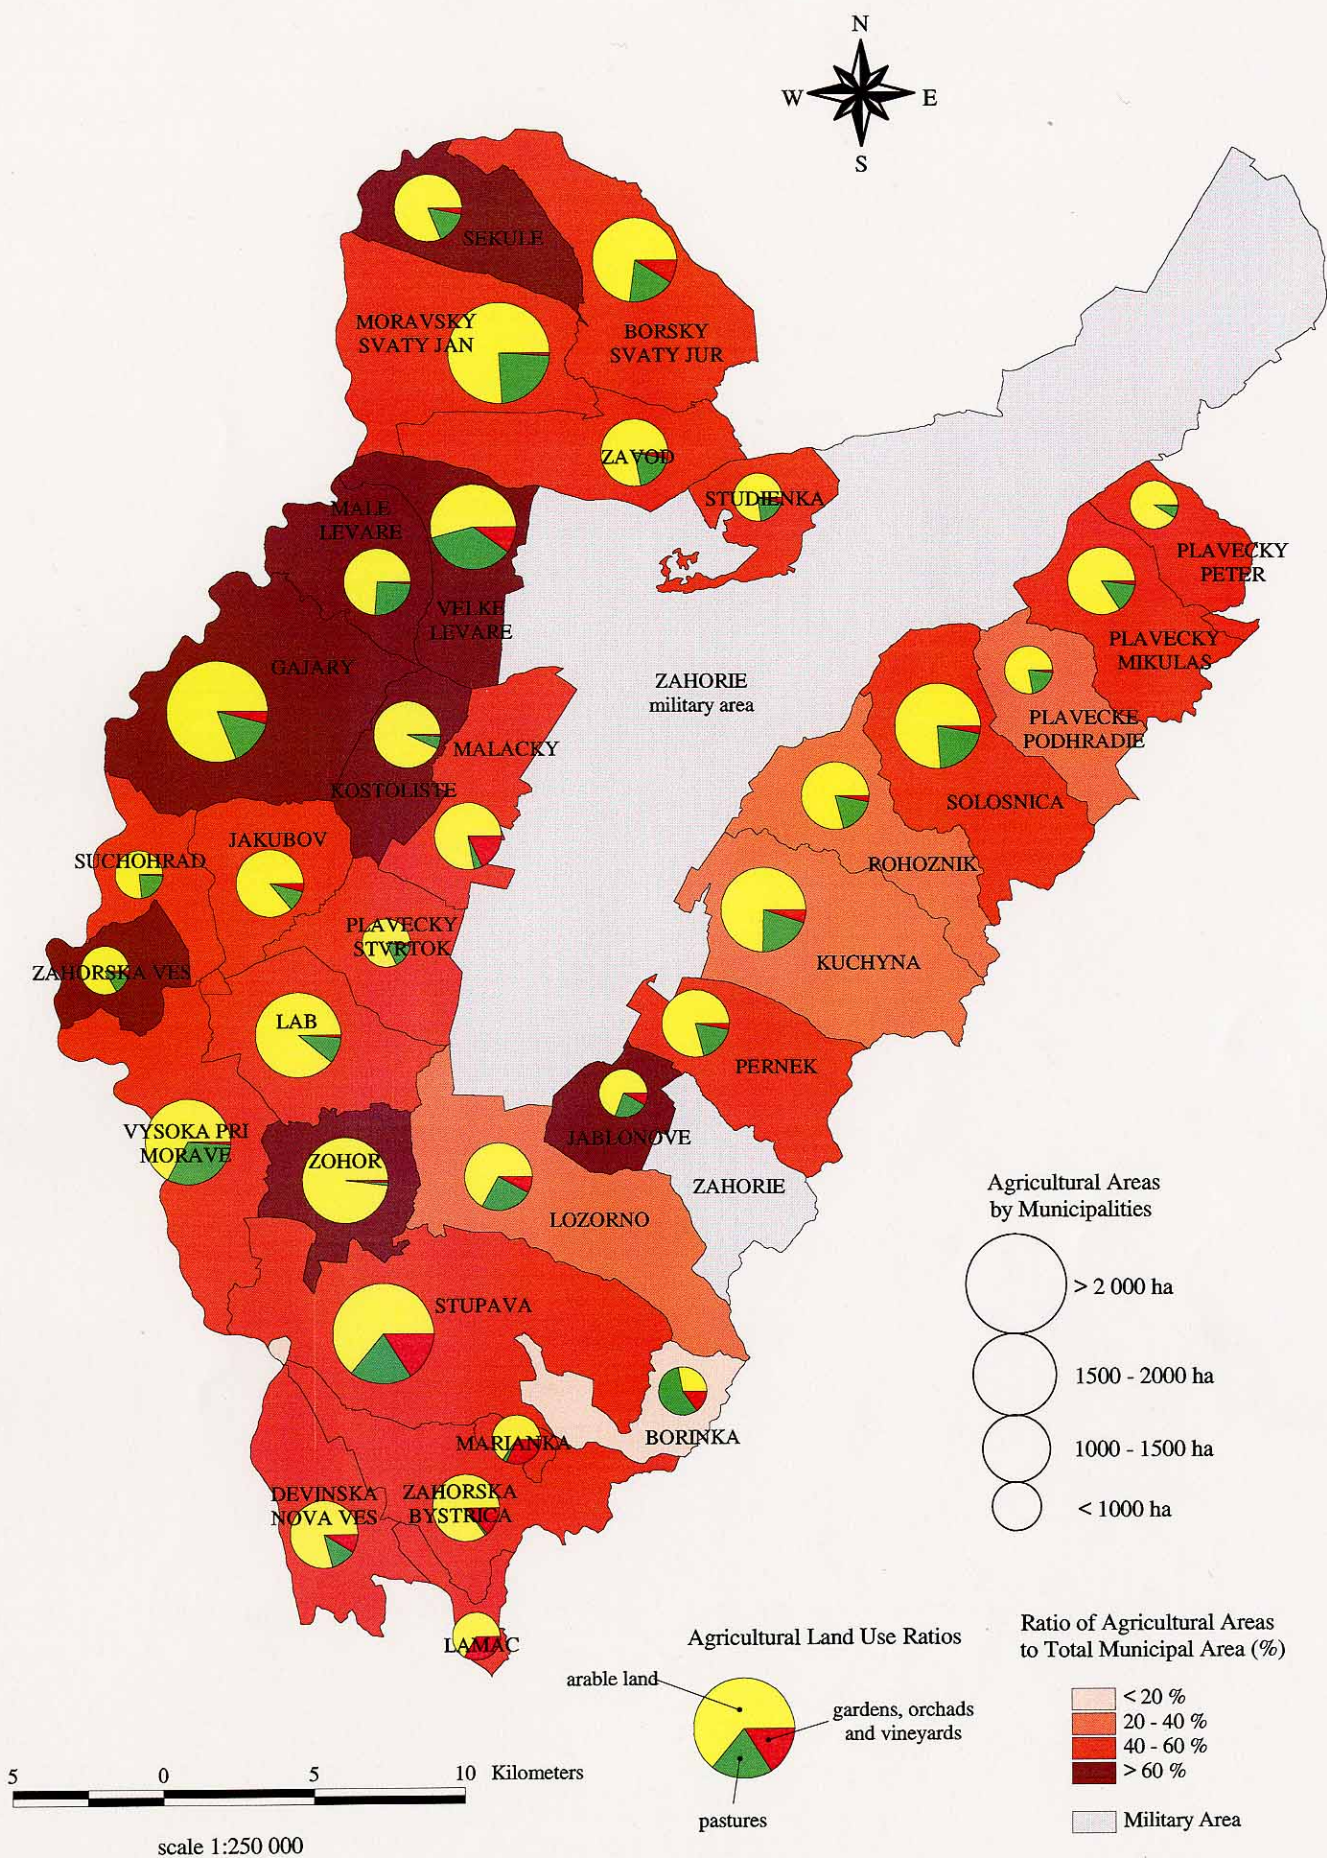 N
W E
S
SEKULE
MORAVSKY
SVATY JAN
BORSKY
SVATY JUR
ZAVOD
STUDIENKA
MALE
LEVARE
PLAVECKY
PETER
VELKE
LEVARE
PLAVECKY
MIKULAS
GAJARY
ZAHORIE
military area
PLAVECKE
PODHRADIE
MALACKY
KOSTOLISTE
SOLOSNICA
JAKUBOV
SUCHOHRAD
ROHOZNIK
PLAVECKY
STVRTOK
KUCHYNA
ZAHORSKA VES
LAB
PERNEK
VYSOKA PRI
MORAVE
JABLONOVE
ZOHOR
ZAHORIE
LOZORNO
STUPAVA
BORINKA
MARIANKA
DEVINSKA
NOVA VES
ZAHORSKA
BYSTRICA
LAMAC
Agricultural Areas
by Municipalities
> 2 000 ha
1500 - 2000 ha
1000 - 1500 ha
< 1000 ha
Agricultural Land Use Ratios
arable land
gardens, orchads
and vineyards
pastures
Ratio of Agricultural Areas
to Total Municipal Area (%)
< 20 %
20 - 40 %
40 - 60 %
> 60 %
Military Area
5 0 5 10 Kilometers
scale 1:250 000